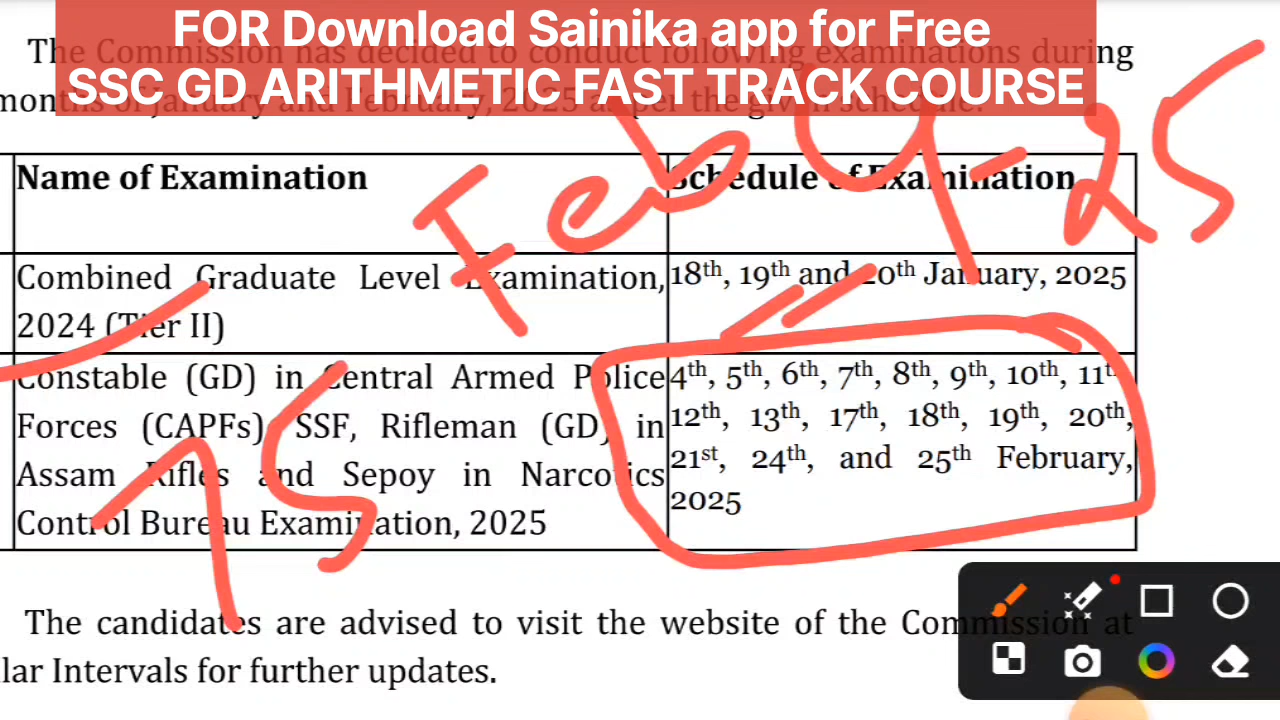 FOR Download Sainika app for Free
SSC GD ARITHMETIC FAST TRACK COURSE
The Commission has decided to conduct following examinations during
months of January and February, 2025 as per the given schedule:
Name of Examination
Schedule of Examination
Combined Graduate Level Examination,
2024 (Tier II)
18th, 19th and 20th January, 2025
Constable (GD) in Central Armed Police
Forces (CAPFs), SSF, Rifleman (GD) in
Assam Rifles and Sepoy in Narcotics
Control Bureau Examination, 2025
4th, 5th, 6th, 7th, 8th, 9th, 10th, 11th
12th, 13th, 17th, 18th, 19th, 20th,
21st, 24th, and 25th February,
2025
Feb 4-25
15
The candidates are advised to visit the website of the Commission at
lar Intervals for further updates.